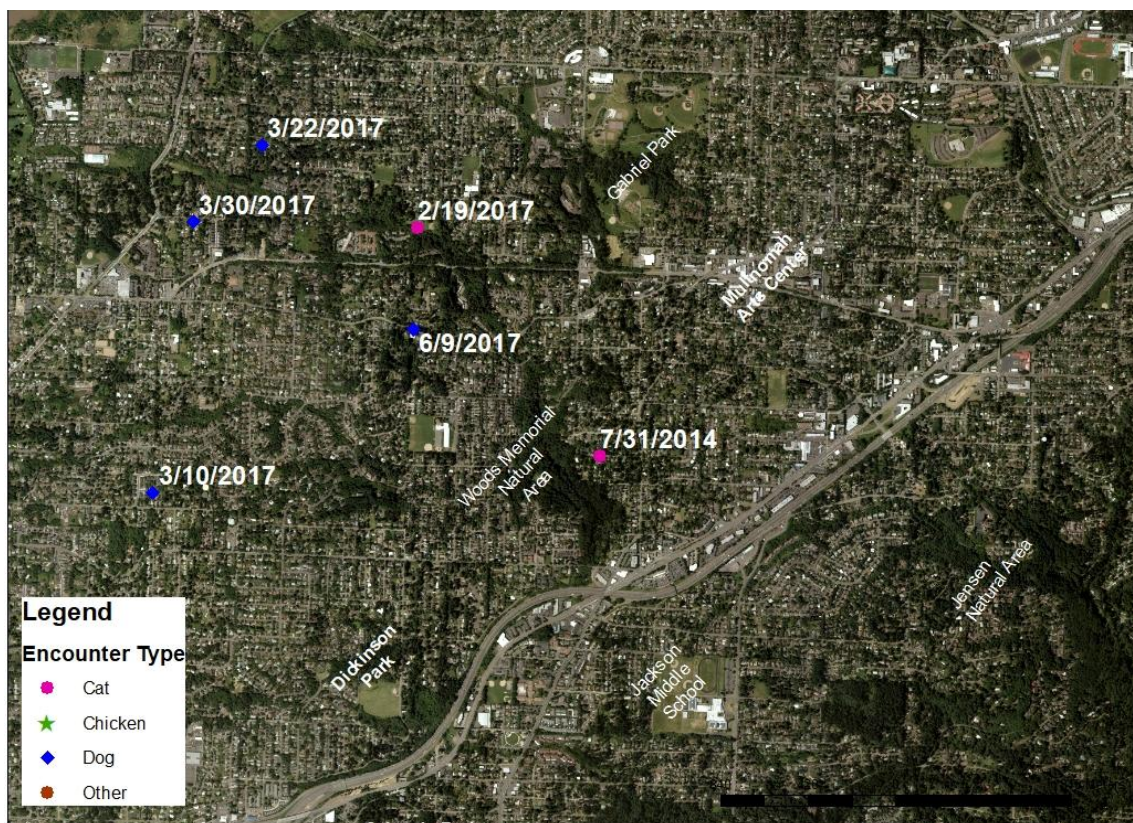 3/22/2017
3/30/2017
2/19/2017
Gabriel Park
Multnomah
Arts Center
6/9/2017
7/31/2014
Woods Memorial
Natural
Area
3/10/2017
Jensen
Natural Area
Dickinson
Park
Jackson
Middle
School
Legend
Encounter Type
Cat
Chicken
Dog
Other